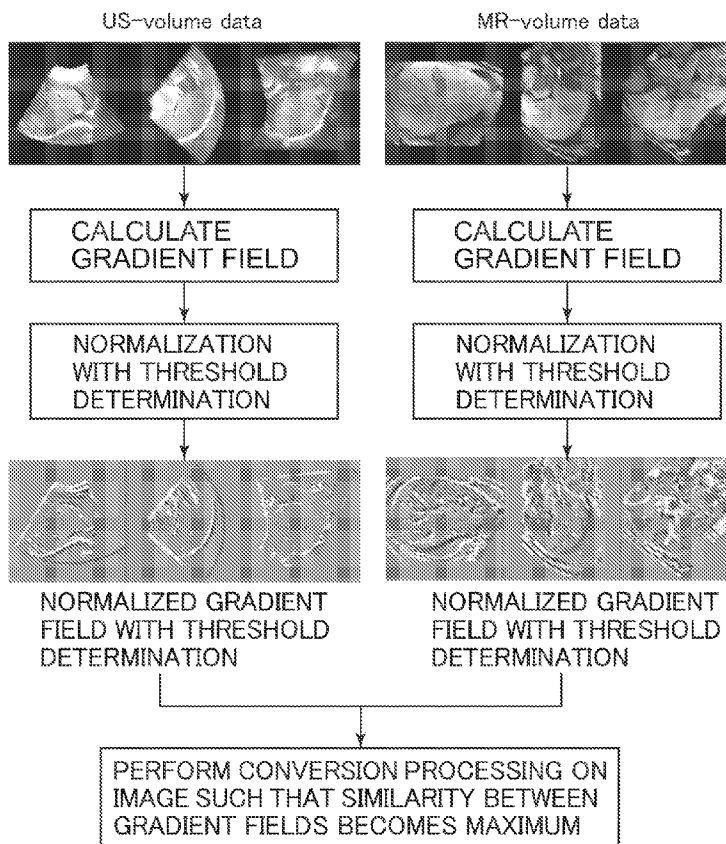 US-volume data
MR-volume data
CALCULATE
GRADIENT FIELD
CALCULATE
GRADIENT FIELD
NORMALIZATION
WITH THRESHOLD
DETERMINATION
NORMALIZATION
WITH THRESHOLD
DETERMINATION
NORMALIZED GRADIENT
FIELD WITH THRESHOLD
DETERMINATION
NORMALIZED GRADIENT
FIELD WITH THRESHOLD
DETERMINATION
PERFORM CONVERSION PROCESSING ON
IMAGE SUCH THAT SIMILARITY BETWEEN
GRADIENT FIELDS BECOMES MAXIMUM